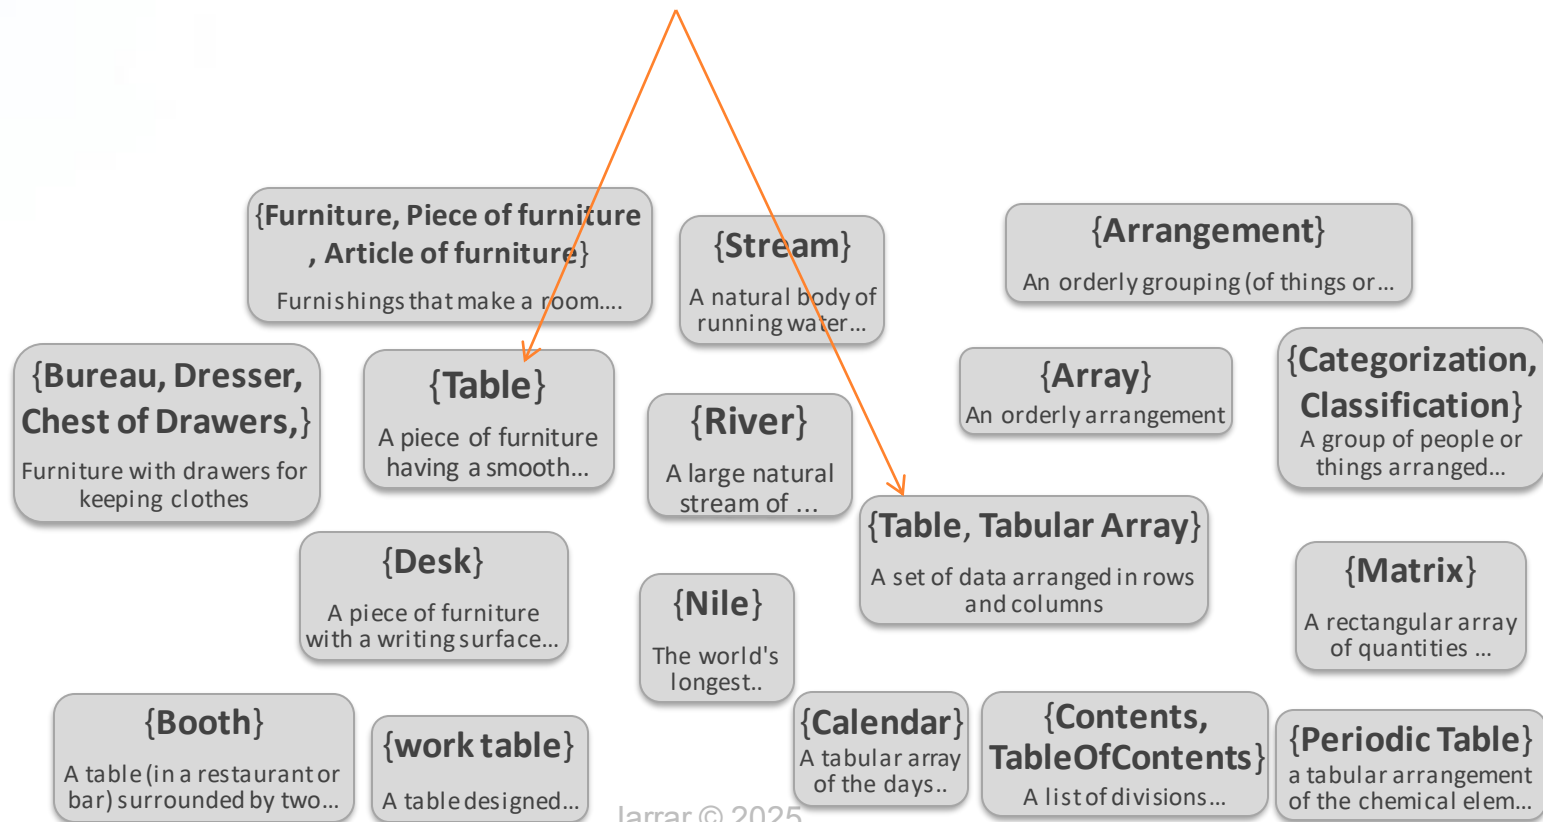 {Furniture, Piece of furniture
, Article of furniture}
Furnishings that make a room....
{Stream}
A natural body of
running water...
{Arrangement}
An orderly grouping (of things or...
{Bureau, Dresser,
Chest of Drawers,}
Furniture with drawers for
keeping clothes
{Table}
A piece of furniture
having a smooth...
{River}
A large natural
stream of ...
{Array}
An orderly arrangement
{Categorization,
Classification}
A group of people or
things arranged...
{Desk}
A piece of furniture
with a writing surface...
{Nile}
The world's
longest..
{Table, Tabular Array}
A set of data arranged in rows
and columns
{Matrix}
A rectangular array
of quantities ...
{Booth}
A table (in a restaurant or
bar) surrounded by two...
{work table}
A table designed...
{Calendar}
A tabular array
of the days..
{Contents,
TableOfContents}
A list of divisions...
{Periodic Table}
a tabular arrangement
of the chemical elem...
Jarrar © 2025